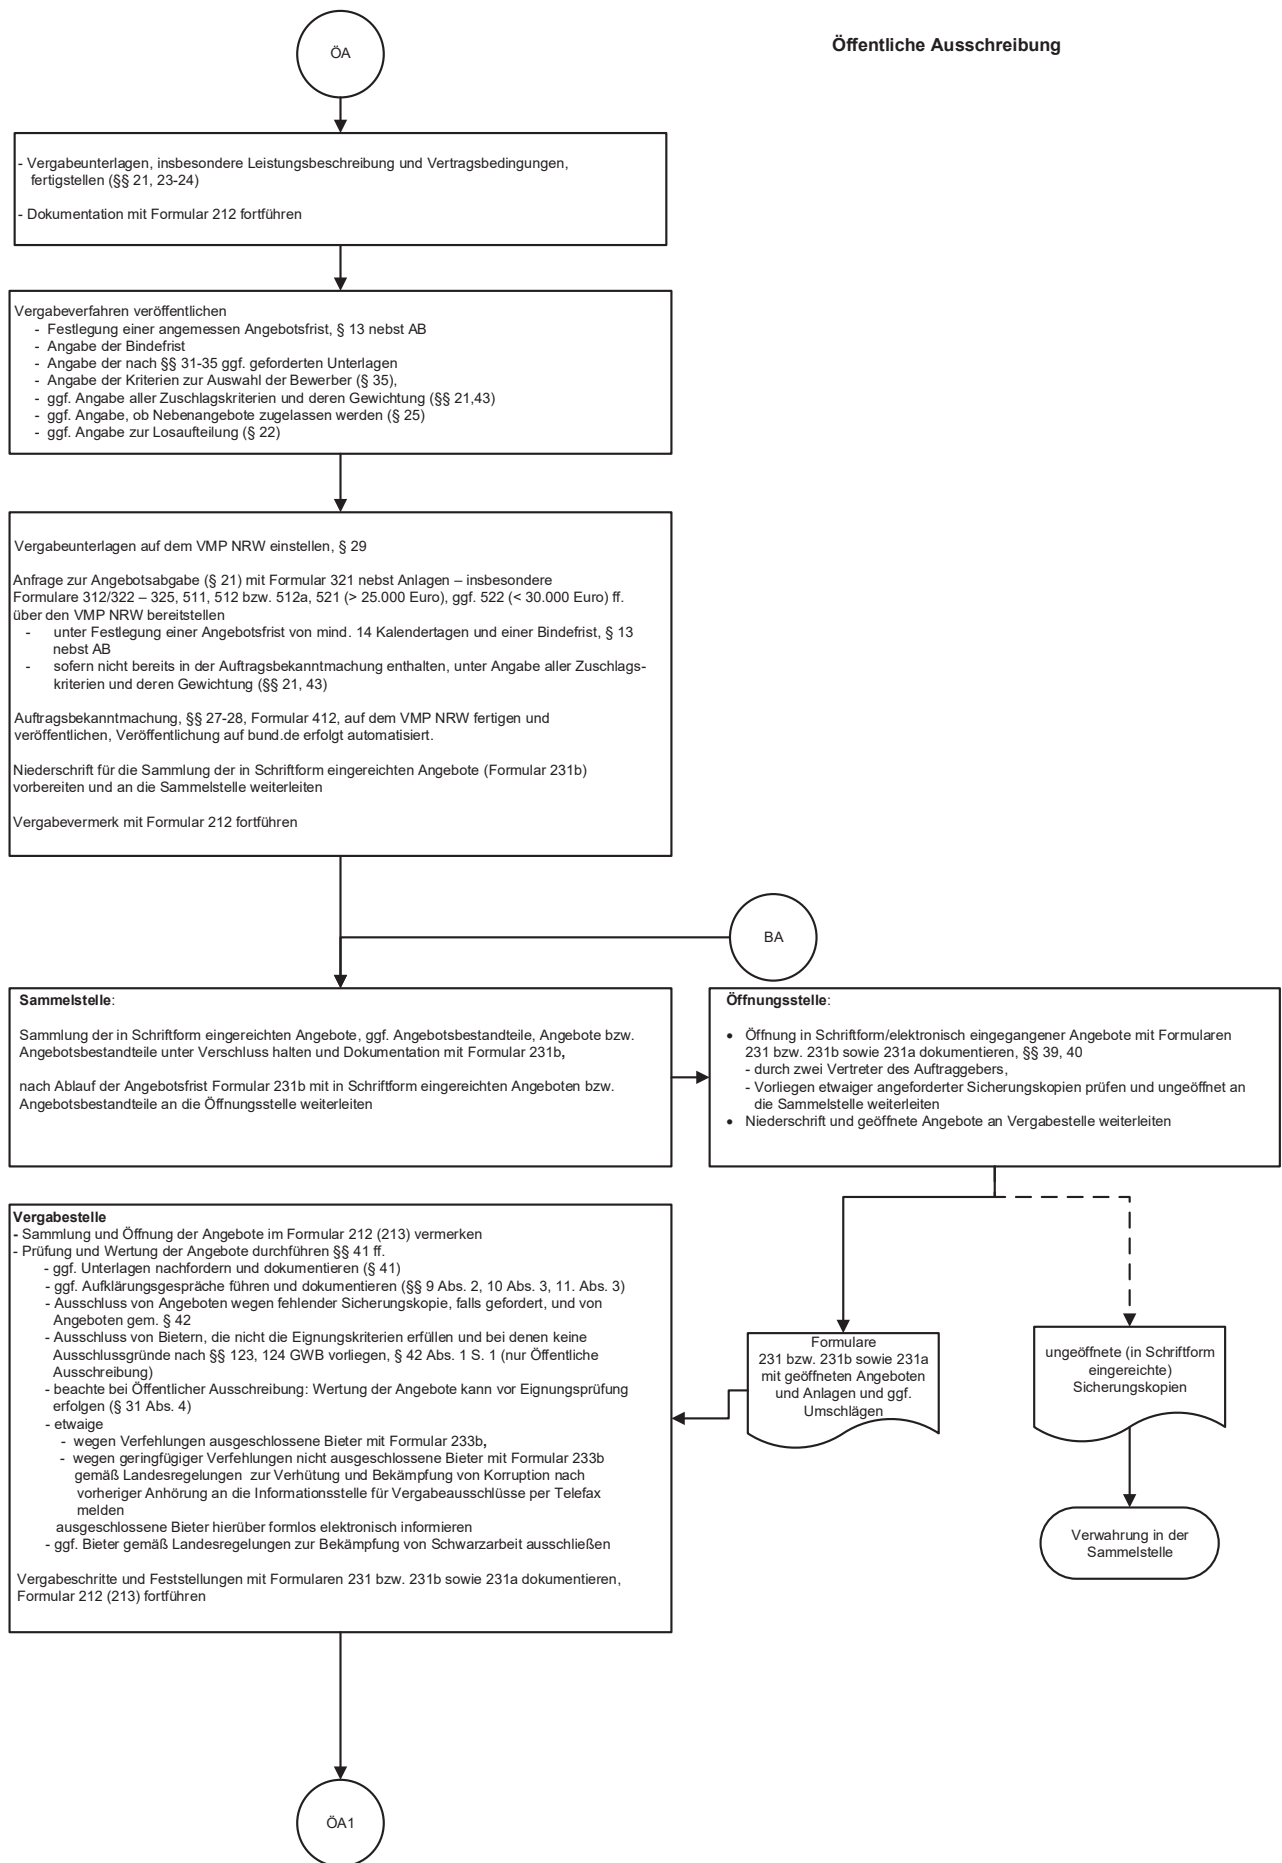 ÖA
Öffentliche Ausschreibung
- Vergabeunterlagen, insbesondere Leistungsbeschreibung und Vertragsbedingungen,
fertigstellen (§§ 21, 23-24)
- Dokumentation mit Formular 212 fortführen
Vergabeverfahren veröffentlichen
- Festlegung einer angemessen Angebotsfrist, § 13 nebst AB
- Angabe der Bindefrist
- Angabe der nach §§ 31-35 ggf. geforderten Unterlagen
- Angabe der Kriterien zur Auswahl der Bewerber (§ 35),
- ggf. Angabe aller Zuschlagskriterien und deren Gewichtung (§§ 21,43)
- ggf. Angabe, ob Nebenangebote zugelassen werden (§ 25)
- ggf. Angabe zur Losaufteilung (§ 22)
Vergabeunterlagen auf dem VMP NRW einstellen, § 29
Anfrage zur Angebotsabgabe (§ 21) mit Formular 321 nebst Anlagen – insbesondere
Formulare 312/322 – 325, 511, 512 bzw. 512a, 521 (> 25.000 Euro), ggf. 522 (< 30.000 Euro) ff.
über den VMP NRW bereitstellen
- unter Festlegung einer Angebotsfrist von mind. 14 Kalendertagen und einer Bindefrist, § 13
nebst AB
- sofern nicht bereits in der Auftragsbekanntmachung enthalten, unter Angabe aller Zuschlags-
kriterien und deren Gewichtung (§§ 21, 43)
Auftragsbekanntmachung, §§ 27-28, Formular 412, auf dem VMP NRW fertigen und
veröffentlichen, Veröffentlichung auf bund.de erfolgt automatisiert.
Niederschrift für die Sammlung der in Schriftform eingereichten Angebote (Formular 231b)
vorbereiten und an die Sammelstelle weiterleiten
Vergabevermerk mit Formular 212 fortführen
BA
Sammelstelle:
Sammlung der in Schriftform eingereichten Angebote, ggf. Angebotsbestandteile, Angebote bzw.
Angebotsbestandteile unter Verschluss halten und Dokumentation mit Formular 231b,
nach Ablauf der Angebotsfrist Formular 231b mit in Schriftform eingereichten Angeboten bzw.
Angebotsbestandteile an die Öffnungsstelle weiterleiten
Öffnungsstelle:
• Öffnung in Schriftform/elektronisch eingegangener Angebote mit Formularen
231 bzw. 231b sowie 231a dokumentieren, §§ 39, 40
- durch zwei Vertreter des Auftraggebers,
- Vorliegen etwaiger angeforderter Sicherungskopien prüfen und ungeöffnet an
die Sammelstelle weiterleiten
• Niederschrift und geöffnete Angebote an Vergabestelle weiterleiten
Vergabestelle
- Sammlung und Öffnung der Angebote im Formular 212 (213) vermerken
- Prüfung und Wertung der Angebote durchführen §§ 41 ff.
- ggf. Unterlagen nachfordern und dokumentieren (§ 41)
- ggf. Aufklärungsgespräche führen und dokumentieren (§§ 9 Abs. 2, 10 Abs. 3, 11. Abs. 3)
- Ausschluss von Angeboten wegen fehlender Sicherungskopie, falls gefordert, und von
Angeboten gem. § 42
- Ausschluss von Bietern, die nicht die Eignungskriterien erfüllen und bei denen keine
Ausschlussgründe nach §§ 123, 124 GWB vorliegen, § 42 Abs. 1 S. 1 (nur Öffentliche
Ausschreibung)
- beachte bei Öffentlicher Ausschreibung: Wertung der Angebote kann vor Eignungsprüfung
erfolgen (§ 31 Abs. 4)
- etwaige
- wegen Verfehlungen ausgeschlossene Bieter mit Formular 233b,
- wegen geringfügiger Verfehlungen nicht ausgeschlossene Bieter mit Formular 233b
gemäß Landesregelungen zur Verhütung und Bekämpfung von Korruption nach
vorheriger Anhörung an die Informationsstelle für Vergabeausschlüsse per Telefax
melden
ausgeschlossene Bieter hierüber formlos elektronisch informieren
- ggf. Bieter gemäß Landesregelungen zur Bekämpfung von Schwarzarbeit ausschließen
Vergabeschritte und Feststellungen mit Formularen 231 bzw. 231b sowie 231a dokumentieren,
Formular 212 (213) fortführen
Formulare
231 bzw. 231b sowie 231a
mit geöffneten Angeboten
und Anlagen und ggf.
Umschlägen
ungeöffnete (in Schriftform
eingereichte)
Sicherungskopien
Verwahrung in der
Sammelstelle
ÖA1